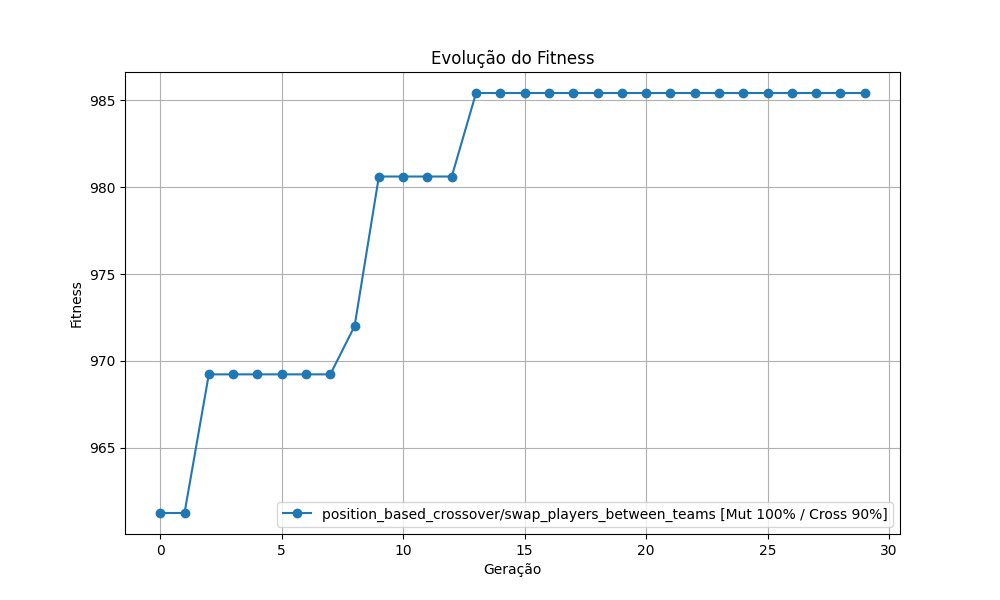 Evolução do Fitness
985
980
975
970
965
Fitness
position_based_crossover/swap_players_between_teams [Mut 100% / Cross 90%]
0 5 10 15 20 25 30
Geração